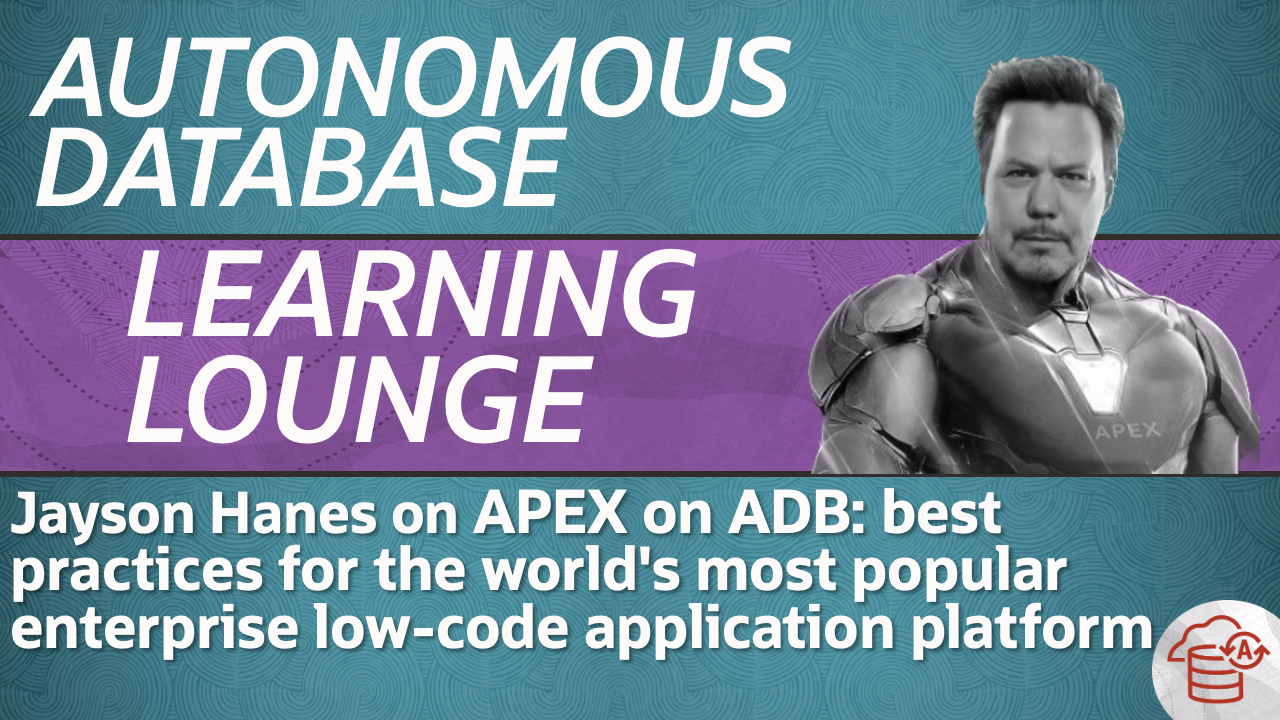 AUTONOMOUS
DATABASE
LEARNING
LOUNGE
APEX
Jayson Hanes on APEX on ADB: best
practices for the world's most popular
enterprise low-code application platform
A